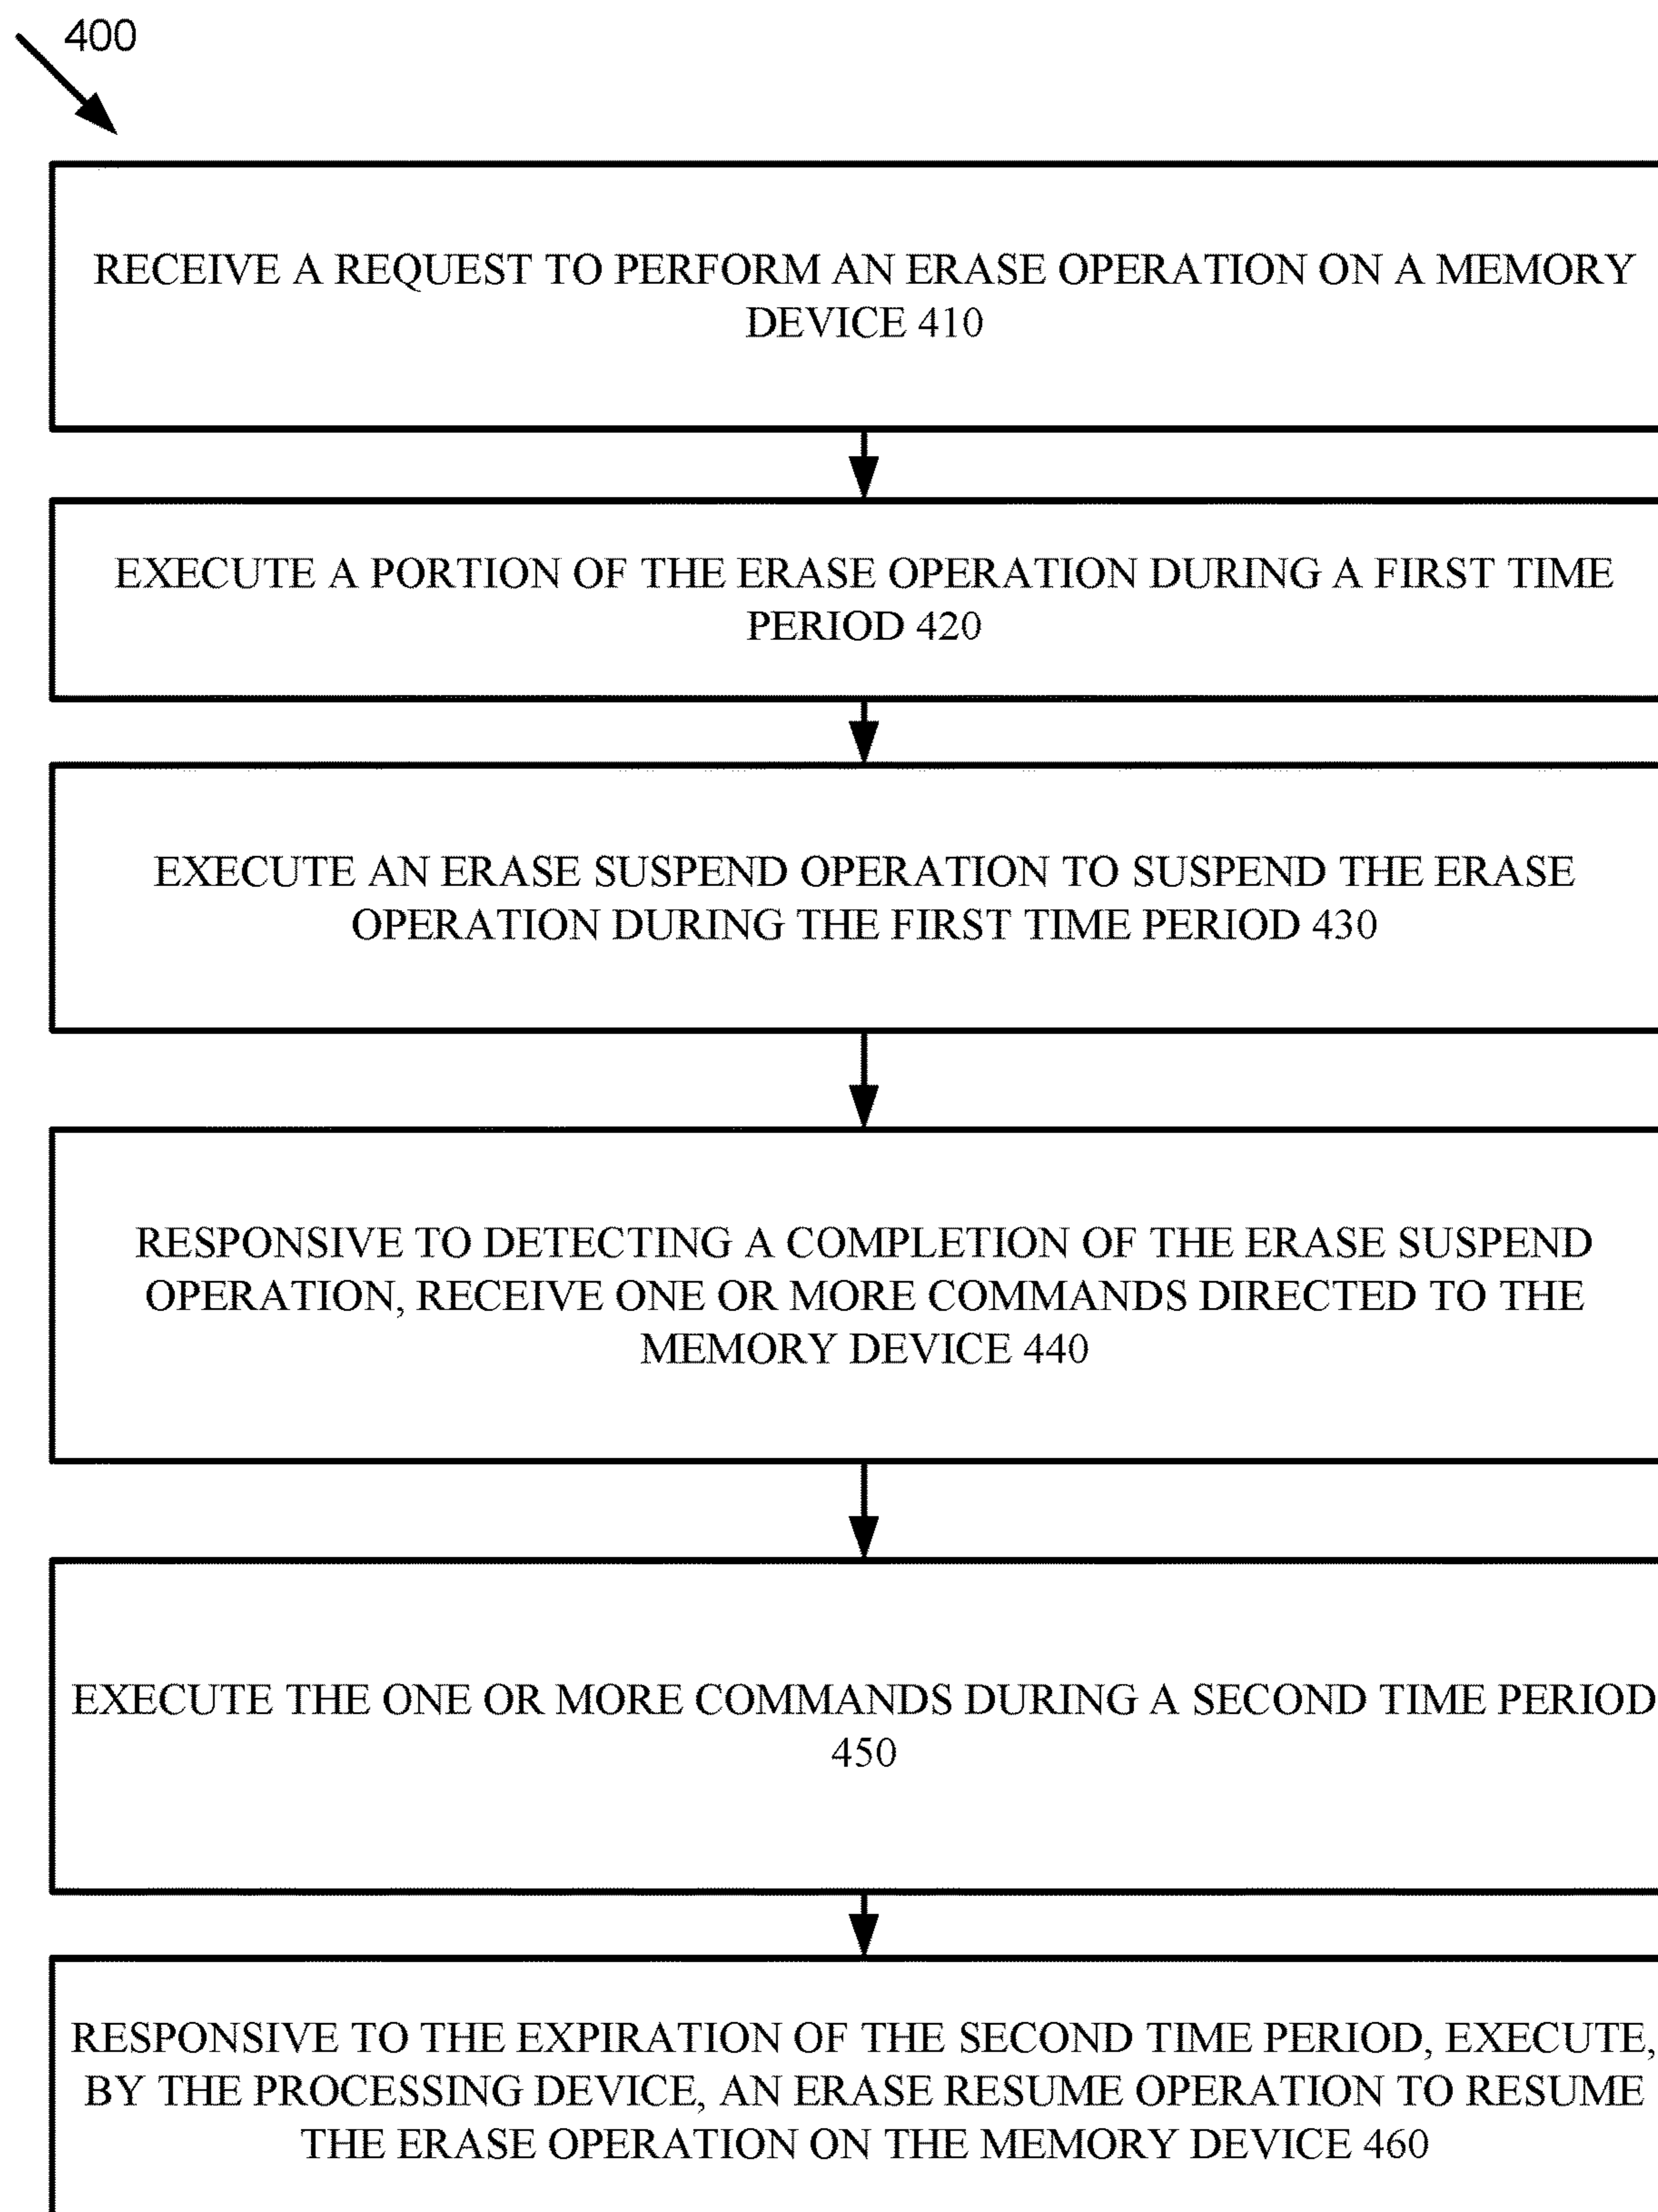 400
RECEIVE A REQUEST TO PERFORM AN ERASE OPERATION ON A MEMORY
DEVICE 410
EXECUTE A PORTION OF THE ERASE OPERATION DURING A FIRST TIME
PERIOD 420
EXECUTE AN ERASE SUSPEND OPERATION TO SUSPEND THE ERASE
OPERATION DURING THE FIRST TIME PERIOD 430
RESPONSIVE TO DETECTING A COMPLETION OF THE ERASE SUSPEND
OPERATION, RECEIVE ONE OR MORE COMMANDS DIRECTED TO THE
MEMORY DEVICE 440
EXECUTE THE ONE OR MORE COMMANDS DURING A SECOND TIME PERIOD
450
RESPONSIVE TO THE EXPIRATION OF THE SECOND TIME PERIOD, EXECUTE,
BY THE PROCESSING DEVICE, AN ERASE RESUME OPERATION TO RESUME
THE ERASE OPERATION ON THE MEMORY DEVICE 460